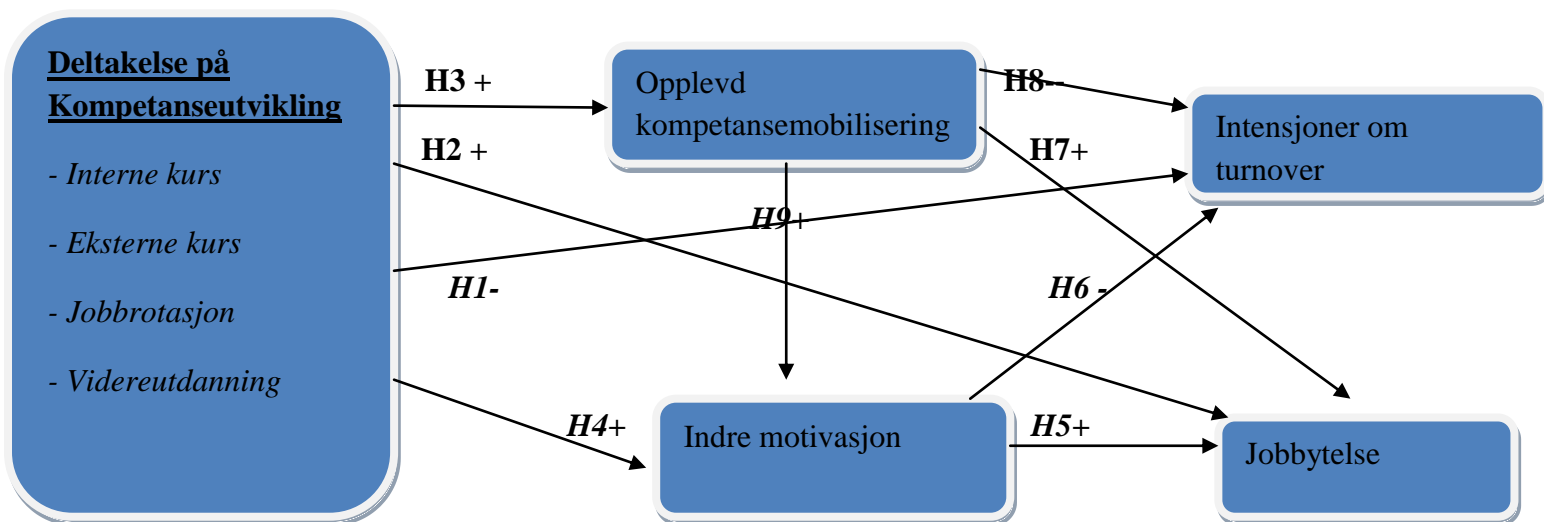 Deltakelse på
Kompetanseutvikling
- Interne kurs
- Eksterne kurs
- Jobbrotasjon
- Videreutdanning
H3 +
H2 +
H1-
H4+
Opplevd
kompetansemobilisering
H9+
Indre motivasjon
H8--
H7+
H6 -
H5+
Intensjoner om
turnover
Jobbytelse